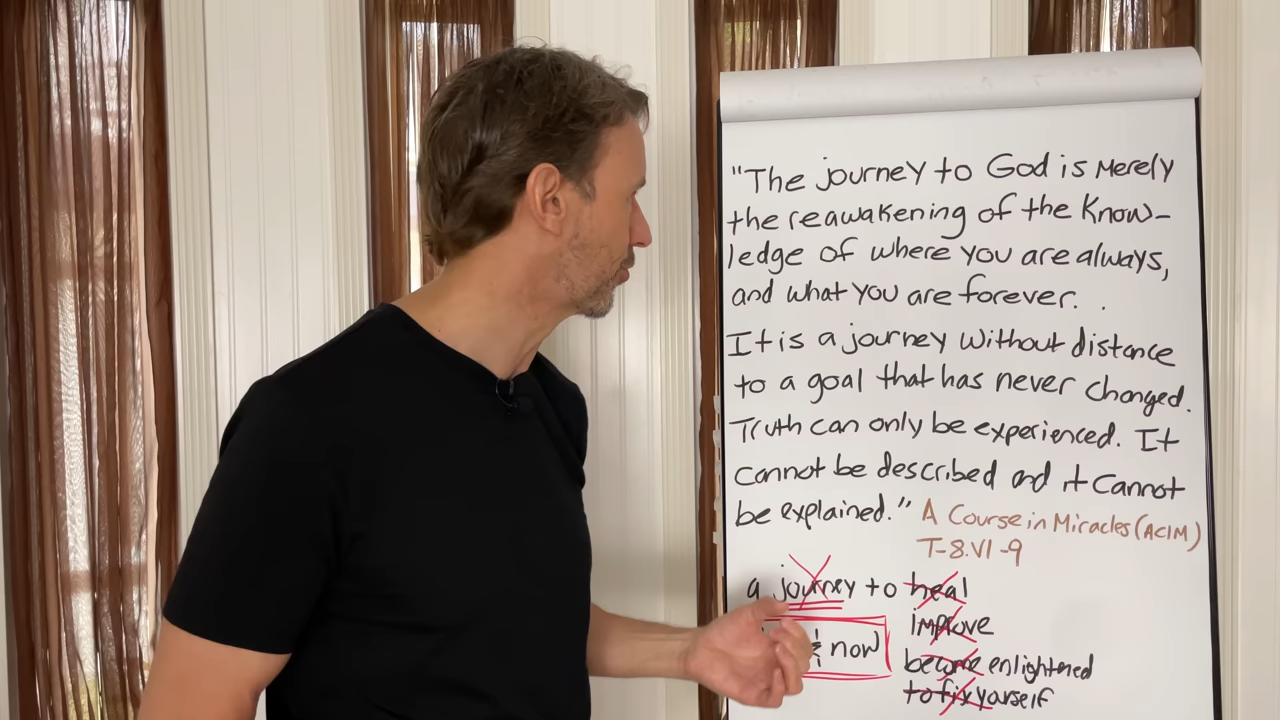 "The journey to God is Merely
the reawakening of the Know-
ledge of where you are always,
and what you are forever.
It is a journey without distance
to a goal that has never changed.
Truth can only be experienced. It
cannot be described and it cannot
be explained." A Course in Miracles (ACIM)
T-8.VI-9
a journey to heal
improve
& now
become enlightened
to fix yourself